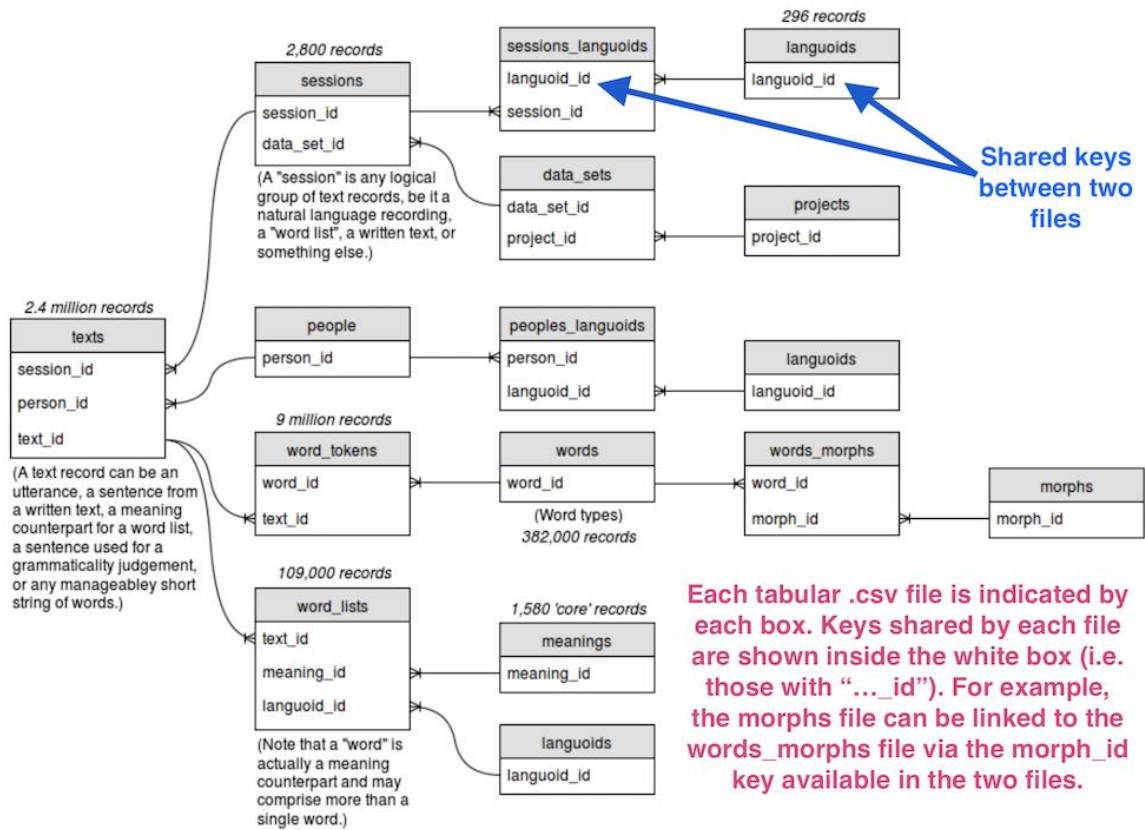 296 records
languoids
languoid_id
sessions_languoids
languoid_id
session_id
2,800 records
sessions
session_id
data_set_id
(A "session" is any logical
group of text records, be it a
natural language recording,
a "word list", a written text, or
something else.)
data_sets
data_set_id
project_id
projects
project_id
Shared keys
between two
files
2.4 million records
texts
session_id
person_id
text_id
(A text record can be an
utterance, a sentence from
a written text, a meaning
counterpart for a word list,
a sentence used for a
grammaticality judgement,
or any manageabley short
string of words.)
people
person_id
peoples_languoids
person_id
languoid_id
languoids
languoid_id
9 million records
word_tokens
word_id
text_id
words
word_id
(Word types)
382,000 records
words_morphs
word_id
morph_id
morphs
morph_id
109,000 records
word_lists
text_id
meaning_id
languoid_id
(Note that a "word" is
actually a meaning
counterpart and may
comprise more than a
single word.)
1,580 'core' records
meanings
meaning_id
languoids
languoid_id
Each tabular .csv file is indicated by
each box. Keys shared by each file
are shown inside the white box (i.e.
those with “…_id”). For example,
the morphs file can be linked to the
words_morphs file via the morph_id
key available in the two files.